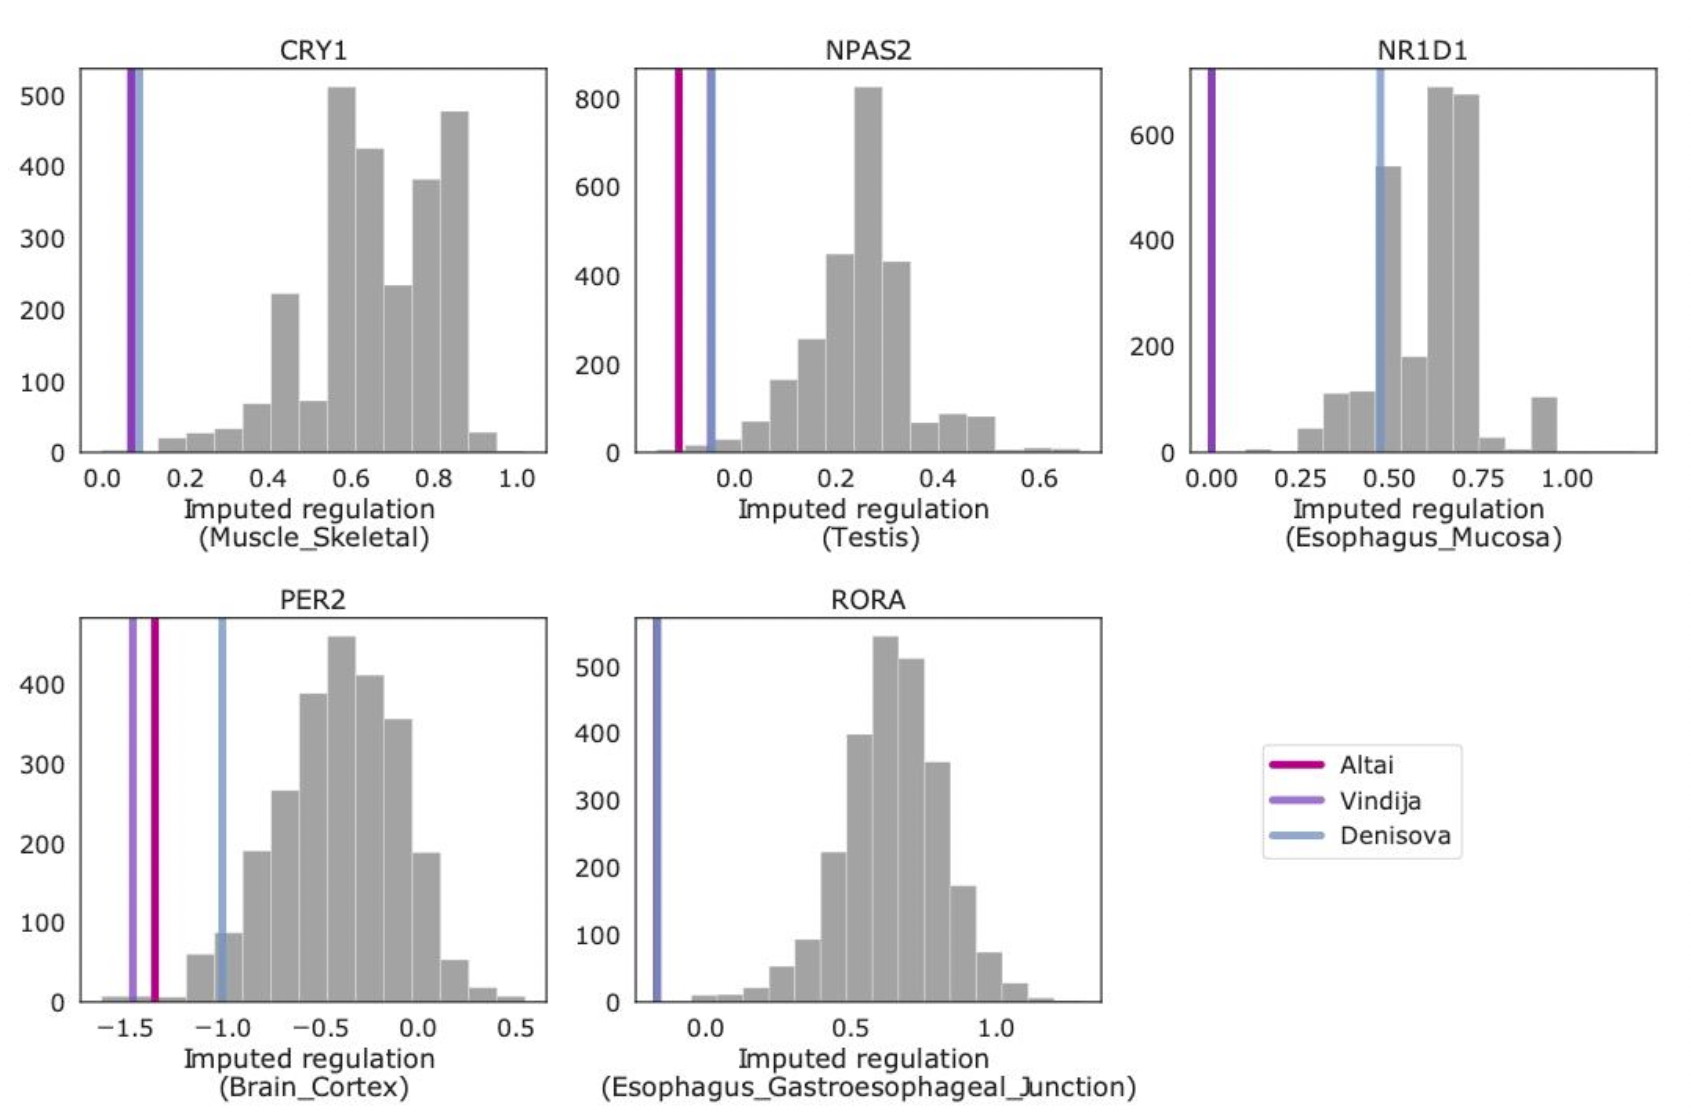 CRY1
500
400
300
200
100
0
0.0 0.2 0.4 0.6 0.8 1.0
Imputed regulation
(Muscle_Skeletal)
NPAS2
800
600
400
200
0
0.0 0.2 0.4 0.6
Imputed regulation
(Testis)
NR1D1
600
400
200
0
0.00 0.25 0.50 0.75 1.00
Imputed regulation
(Esophagus_Mucosa)
PER2
400
300
200
100
0
−1.5 −1.0 −0.5 0.0 0.5
Imputed regulation
(Brain_Cortex)
RORA
500
400
300
200
100
0
0.0 0.5 1.0
Imputed regulation
(Esophagus_Gastroesophageal_Junction)
Altai
Vindija
Denisova